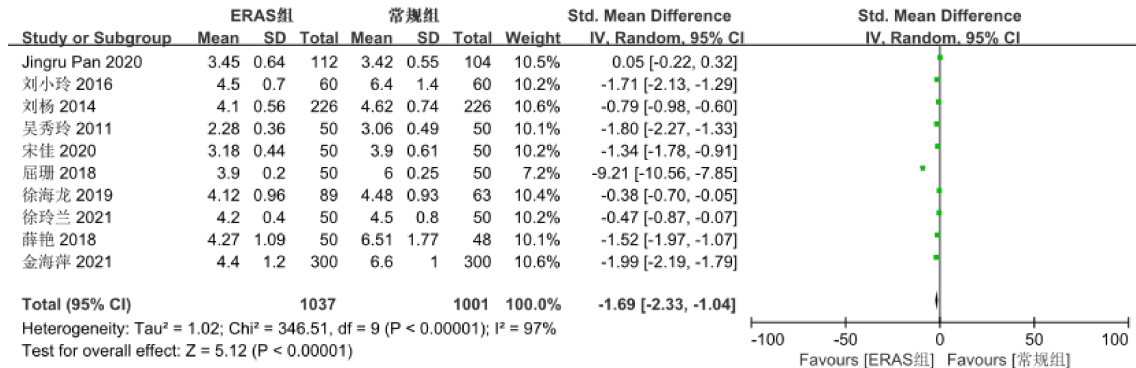 ERAS组 常规组 Std. Mean Difference Std. Mean Difference
Study or Subgroup Mean SD Total Mean SD Total Weight IV, Random, 95% CI IV, Random, 95% CI
Jingru Pan 2020 3.45 0.64 112 3.42 0.55 104 10.5% 0.05 [-0.22, 0.32]
刘小玲 2016 4.5 0.7 60 6.4 1.4 60 10.2% -1.71 [-2.13, -1.29]
刘杨 2014 4.1 0.56 226 4.62 0.74 226 10.6% -0.79 [-0.98, -0.60]
吴秀玲 2011 2.28 0.36 50 3.06 0.49 50 10.1% -1.80 [-2.27, -1.33]
宋佳 2020 3.18 0.44 50 3.9 0.61 50 10.2% -1.34 [-1.78, -0.91]
屈珊 2018 3.9 0.2 50 6 0.25 50 7.2% -9.21 [-10.56, -7.85]
徐海龙 2019 4.12 0.96 89 4.48 0.93 63 10.4% -0.38 [-0.70, -0.05]
徐玲兰 2021 4.2 0.4 50 4.5 0.8 50 10.2% -0.47 [-0.87, -0.07]
薛艳 2018 4.27 1.09 50 6.51 1.77 48 10.1% -1.52 [-1.97, -1.07]
金海萍 2021 4.4 1.2 300 6.6 1 300 10.6% -1.99 [-2.19, -1.79]
Total (95% CI) 1037 1001 100.0% -1.69 [-2.33, -1.04]
Heterogeneity: Tau² = 1.02; Chi² = 346.51, df = 9 (P < 0.00001); I² = 97%
Test for overall effect: Z = 5.12 (P < 0.00001)
-100 -50 0 50 100
Favours [ERAS组] Favours [常规组]